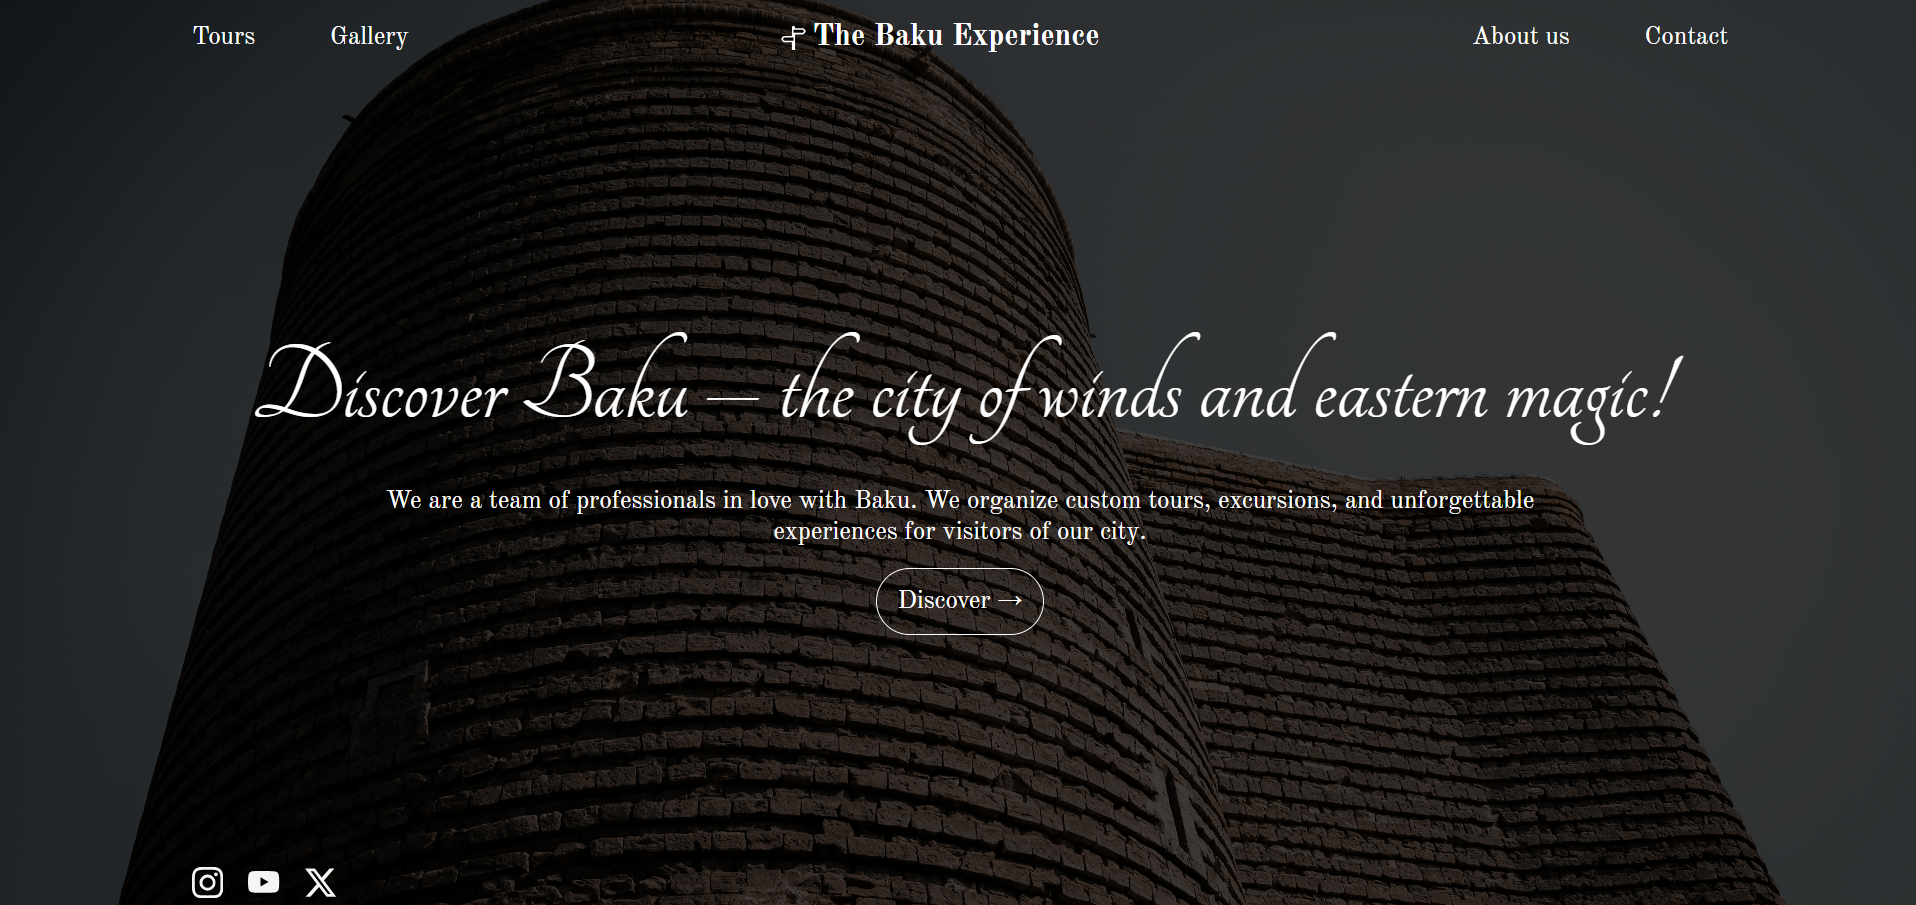 Tours
Gallery
The Baku Experience
About us
Contact
Discover Baku — the city of winds and eastern magic!
We are a team of professionals in love with Baku. We organize custom tours, excursions, and unforgettable
experiences for visitors of our city.
Discover →